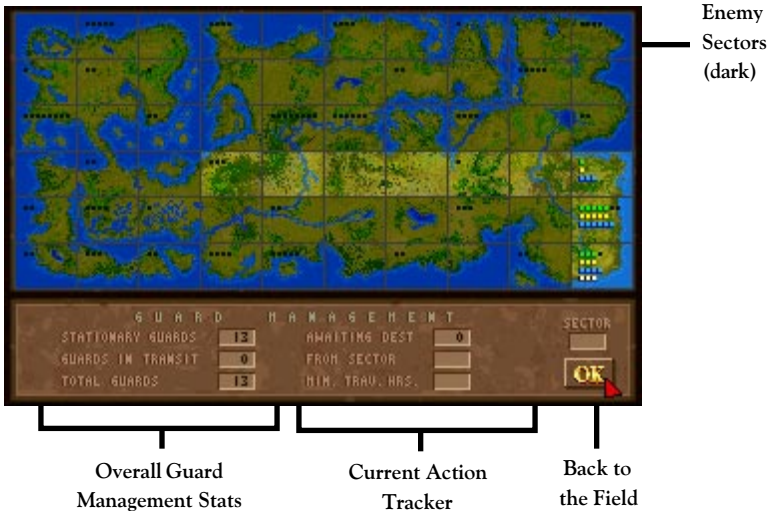 Enemy
Sectors
(dark)
GUARD MANAGEMENT
STATIONARY GUARDS 13
GUARDS IN TRANSIT 0
TOTAL GUARDS 13
AWAITING DEST 0
FROM SECTOR
MIN. TRAV. HRS.
SECTOR
OK
Overall Guard
Management Stats
Current Action
Tracker
Back to
the Field